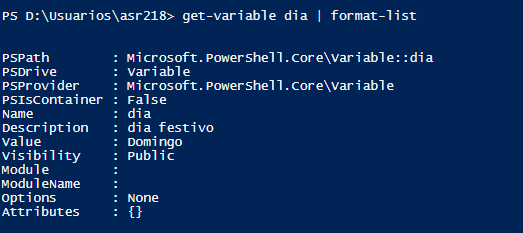 PS D:\Usuarios\asr218> get-variable dia | format-list
PSPath        : Microsoft.PowerShell.Core\Variable::dia
PSDrive       : Variable
PSProvider    : Microsoft.PowerShell.Core\Variable
PSIsContainer : False
Name          : dia
Description   : dia festivo
Value         : Domingo
Visibility    : Public
Module        :
ModuleName    :
Options       : None
Attributes    : {}